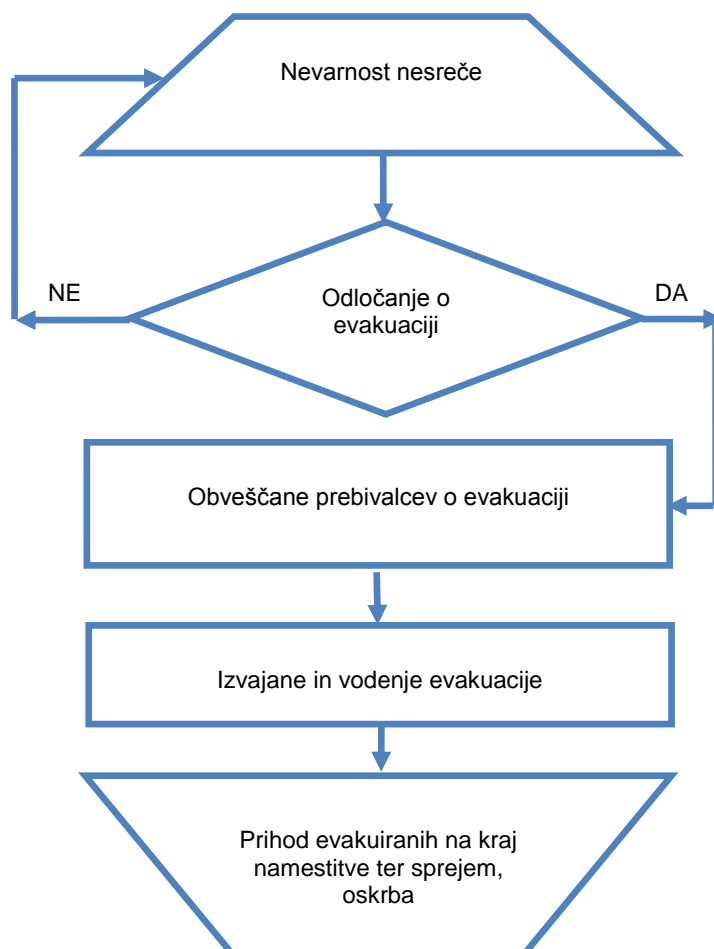 Nevarnost nesreče
NE
Odločanje o
evakuaciji
DA
Obveščane prebivalcev o evakuaciji
Izvajane in vodenje evakuacije
Prihod evakuiranih na kraj
namestitve ter sprejem,
oskrba